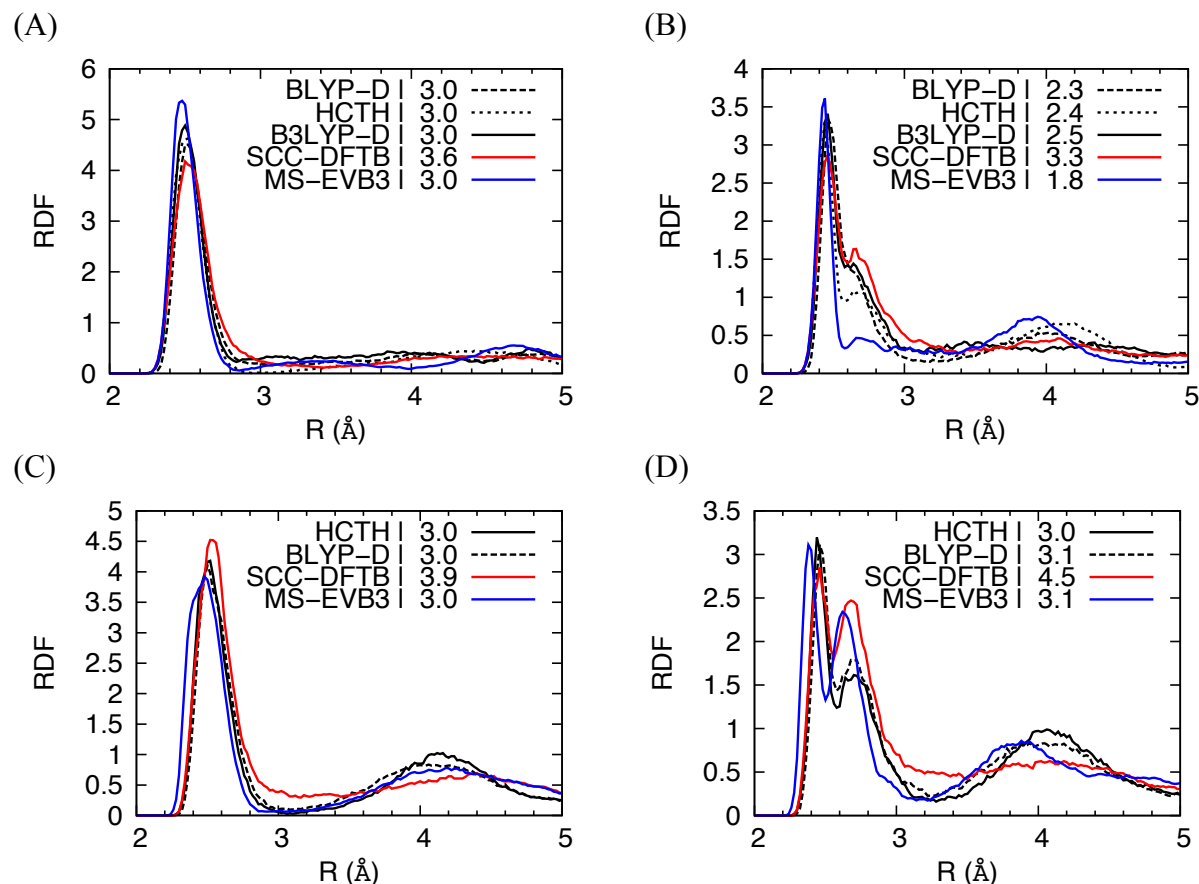 (A)
6
5
4
3
2
1
0
RDF
BLYP-D | 3.0
HCTH | 3.0
B3LYP-D | 3.0
SCC-DFTB | 3.6
MS-EVB3 | 3.0
2 3 4 5
R (Å)
(B)
4
3.5
3
2.5
2
1.5
1
0.5
0
RDF
BLYP-D | 2.3
HCTH | 2.4
B3LYP-D | 2.5
SCC-DFTB | 3.3
MS-EVB3 | 1.8
2 3 4 5
R (Å)
(C)
5
4.5
4
3.5
3
2.5
2
1.5
1
0.5
0
RDF
HCTH | 3.0
BLYP-D | 3.0
SCC-DFTB | 3.9
MS-EVB3 | 3.0
2 3 4 5
R (Å)
(D)
3.5
3
2.5
2
1.5
1
0.5
0
RDF
HCTH | 3.0
BLYP-D | 3.1
SCC-DFTB | 4.5
MS-EVB3 | 3.1
2 3 4 5
R (Å)